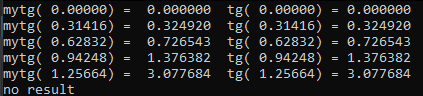 mytg( 0.00000) =  0.000000  tg( 0.00000) =  0.000000
mytg( 0.31416) =  0.324920  tg( 0.31416) =  0.324920
mytg( 0.62832) =  0.726543  tg( 0.62832) =  0.726543
mytg( 0.94248) =  1.376382  tg( 0.94248) =  1.376382
mytg( 1.25664) =  3.077684  tg( 1.25664) =  3.077684
no result